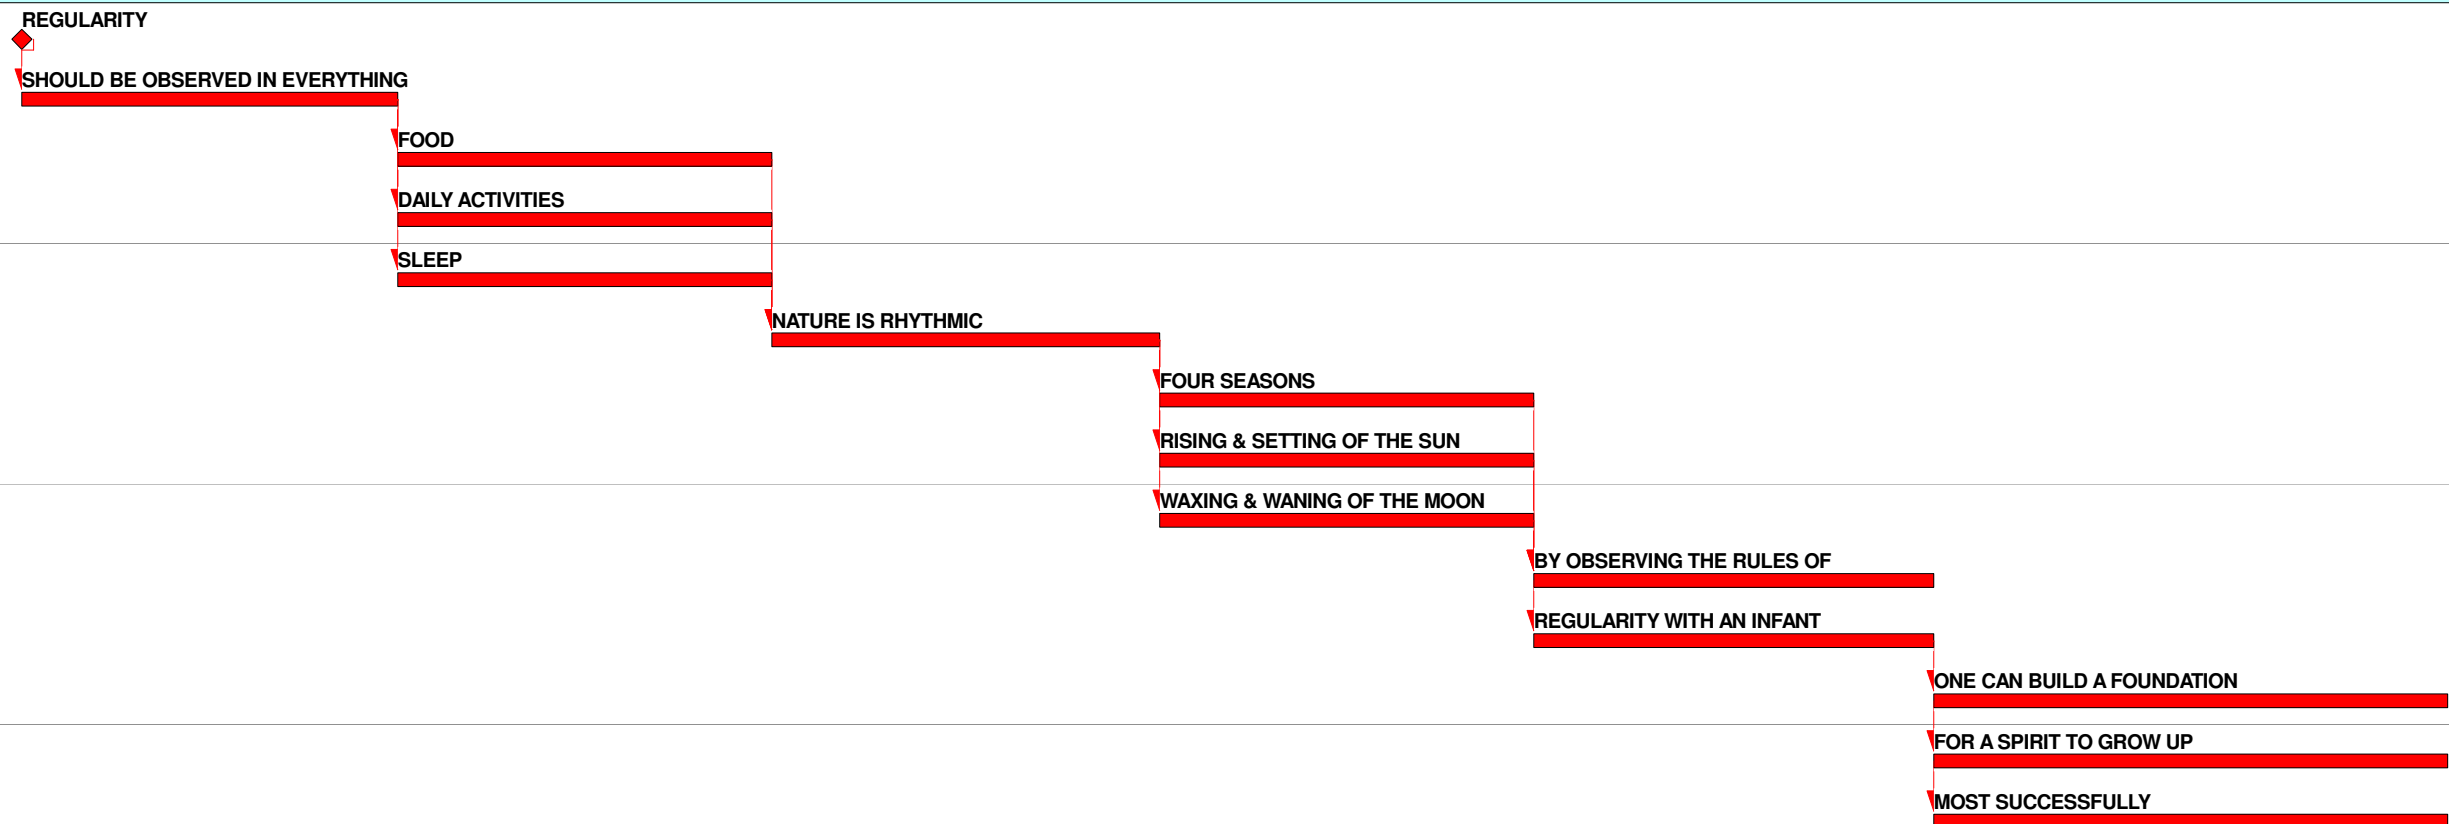 REGULARITY
SHOULD BE OBSERVED IN EVERYTHING
FOOD
DAILY ACTIVITIES
SLEEP
NATURE IS RHYTHMIC
FOUR SEASONS
RISING & SETTING OF THE SUN
WAXING & WANING OF THE MOON
BY OBSERVING THE RULES OF
REGULARITY WITH AN INFANT
ONE CAN BUILD A FOUNDATION
FOR A SPIRIT TO GROW UP
MOST SUCCESSFULLY